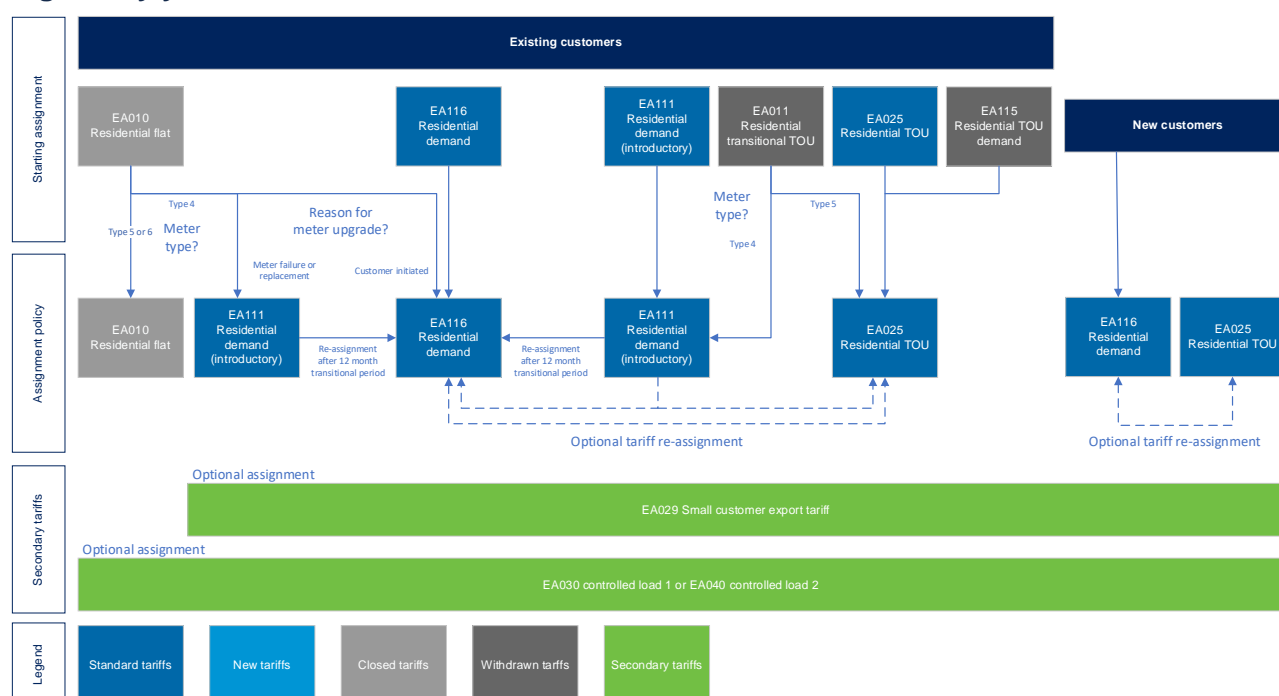 Existing customers
Starting assignment
EA010
Residential flat
EA116
Residential
demand
EA111
Residential
demand
(introductory)
EA011
Residential
transitional TOU
EA025
Residential TOU
EA115
Residential TOU
demand
New customers
Type 4
Type 5 or 6
Meter
type?
Reason for
meter upgrade?
Meter failure or
replacement
Customer initiated
Meter
type?
Type 5
Type 4
Assignment policy
EA010
Residential flat
EA111
Residential
demand
(introductory)
Re-assignment
after 12 month
transitional period
EA116
Residential
demand
Re-assignment
after 12 month
transitional period
EA111
Residential
demand
(introductory)
EA025
Residential TOU
EA116
Residential
demand
EA025
Residential TOU
Optional tariff re-assignment
Optional tariff re-assignment
Secondary tariffs
Optional assignment
EA029 Small customer export tariff
Optional assignment
EA030 controlled load 1 or EA040 controlled load 2
Legend
Standard tariffs
New tariffs
Closed tariffs
Withdrawn tariffs
Secondary tariffs